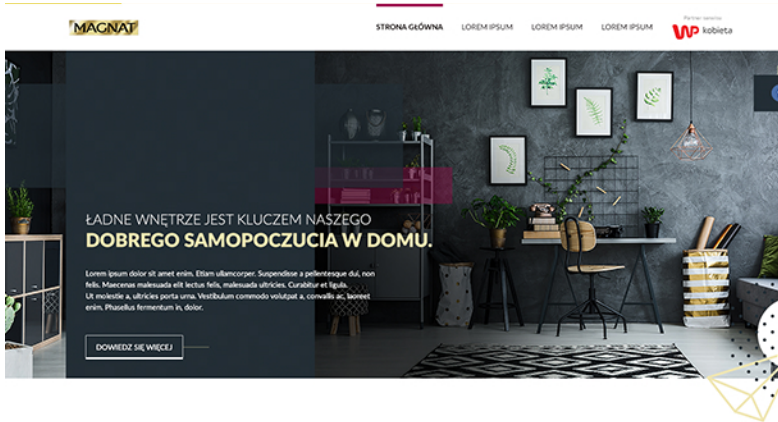 MAGNAT
STRONA GŁÓWNA LOREM IPSUM LOREM IPSUM LOREM IPSUM
Partner serwisu
WP kobieta
ŁADNE WNĘTRZE JEST KLUCZEM NASZEGO
DOBREGO SAMOPOCZUCIA W DOMU.
Lorem ipsum dolor sit amet enim. Etiam ullamcorper. Suspendisse a pellentesque dui, non
felis. Maecenas malesuada elit lectus felis, malesuada ultricies. Curabitur et ligula.
Ut molestie a, ultricies porta urna. Vestibulum commodo volutpat a, convallis ac, laoreet
enim. Phasellus fermentum in, dolor.
DOWIEDZ SIĘ WIĘCEJ